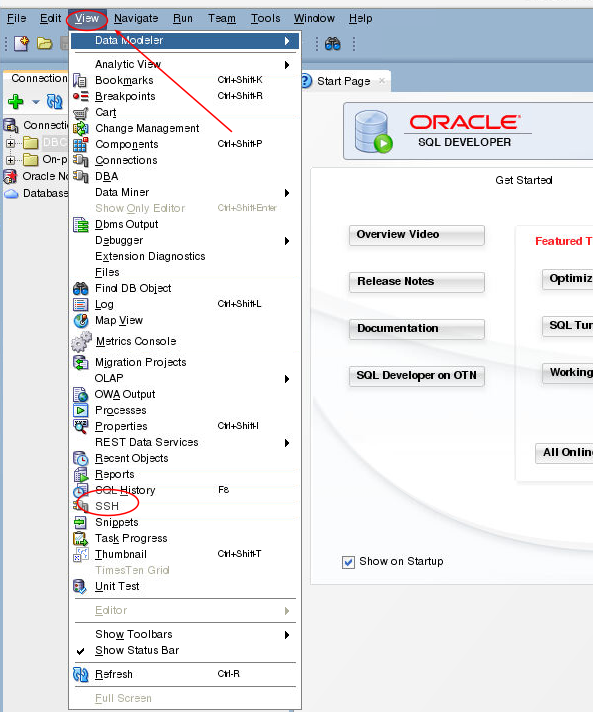 File Edit View Navigate Run Team Tools Window Help
Data Modeler
Analytic View
Bookmarks Ctrl+Shift-K
Breakpoints Ctrl+Shift-R
Cart
Change Management
Components Ctrl+Shift-P
Connections
DBA
Data Miner
Show Only Editor Ctrl+Shift-Enter
Dbms Output
Debugger
Extension Diagnostics
Files
Find DB Object
Log Ctrl+Shift-L
Map View
Metrics Console
Migration Projects
OLAP
OWA Output
Processes
Properties Ctrl+Shift-I
REST Data Services
Recent Objects
Reports
SQL History F8
SSH
Snippets
Task Progress
Thumbnail Ctrl+Shift-T
TimesTen Grid
Unit Test
Editor
Show Toolbars
Show Status Bar
Refresh Ctrl-R
Full Screen
Connection
Connecti
DBC
On-p
Oracle No
Database
Start Page
ORACLE
SQL DEVELOPER
Get Started
Overview Video
Release Notes
Documentation
SQL Developer on OTN
Featured T
Optimiz
SQL Tun
Working
All Onlin
Show on Startup